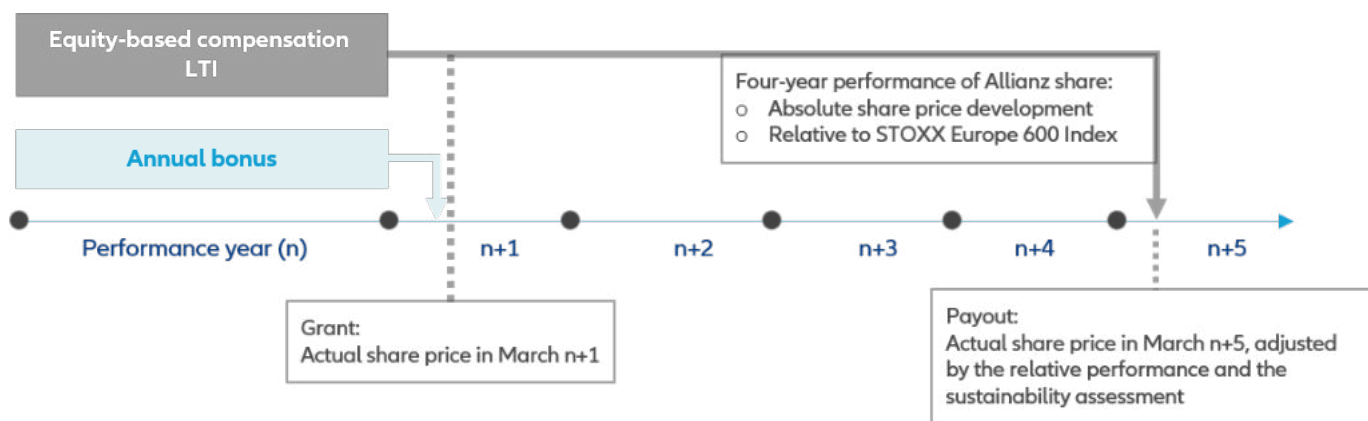 Equity-based compensation
LTI
Four-year performance of Allianz share:
o Absolute share price development
o Relative to STOXX Europe 600 Index
Annual bonus
Performance year (n)
n+1
n+2
n+3
n+4
n+5
Grant:
Actual share price in March n+1
Payout:
Actual share price in March n+5, adjusted
by the relative performance and the
sustainability assessment